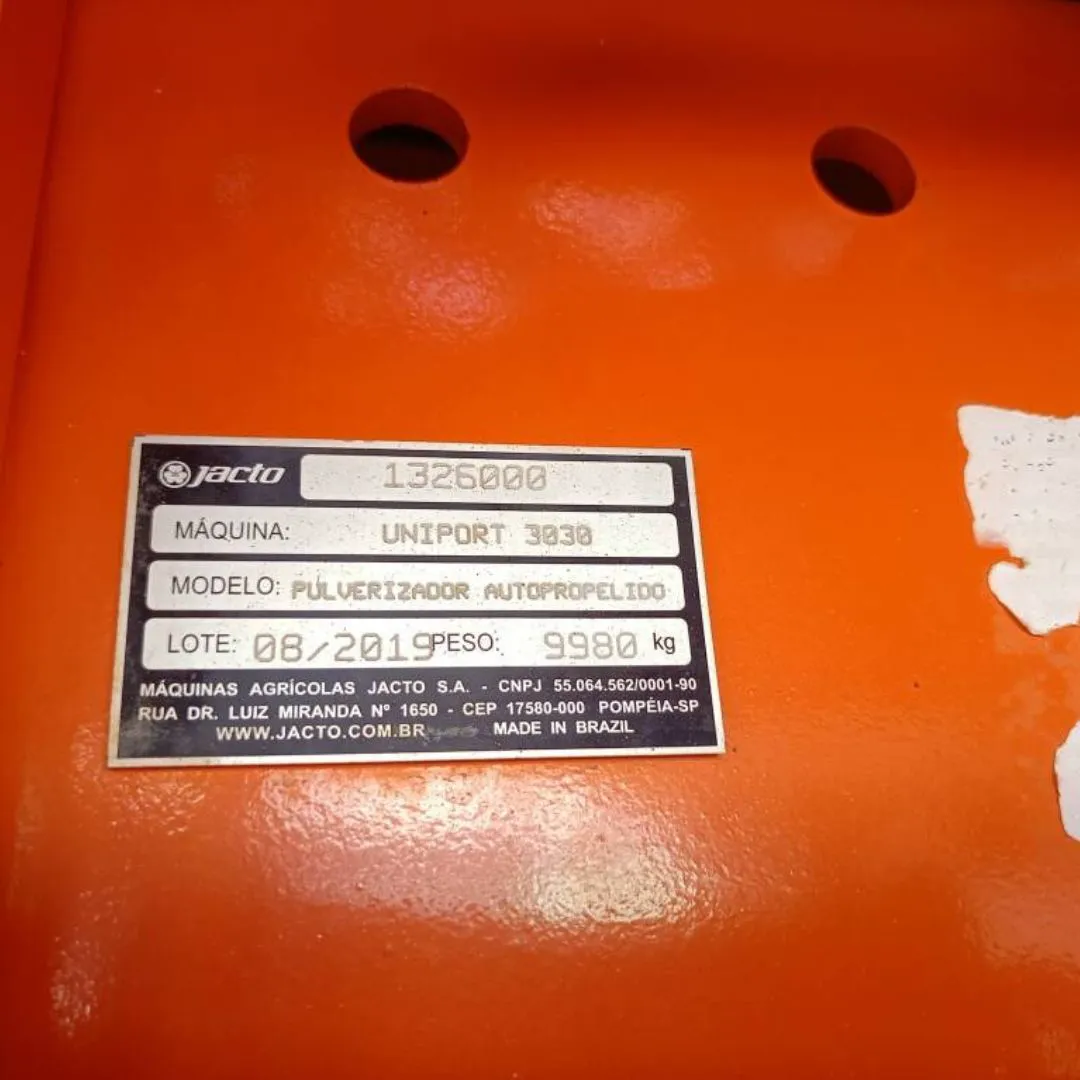 jacto 1326000
MÁQUINA: UNIPORT 3030
MODELO: PULVERIZADOR AUTOPROPELIDO
LOTE: 08/2019 PESO: 9980 kg
MÁQUINAS AGRÍCOLAS JACTO S.A. - CNPJ 55.064.562/0001-90
RUA DR. LUIZ MIRANDA Nº 1650 - CEP 17580-000 POMPÉIA-SP
WWW.JACTO.COM.BR MADE IN BRAZIL